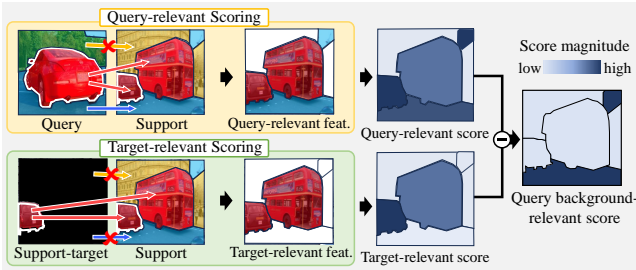 Query-relevant Scoring
Query
Support
Query-relevant feat.
Query-relevant score
Target-relevant Scoring
Support-target
Support
Target-relevant feat.
Target-relevant score
Score magnitude
low
high
Query background-
relevant score